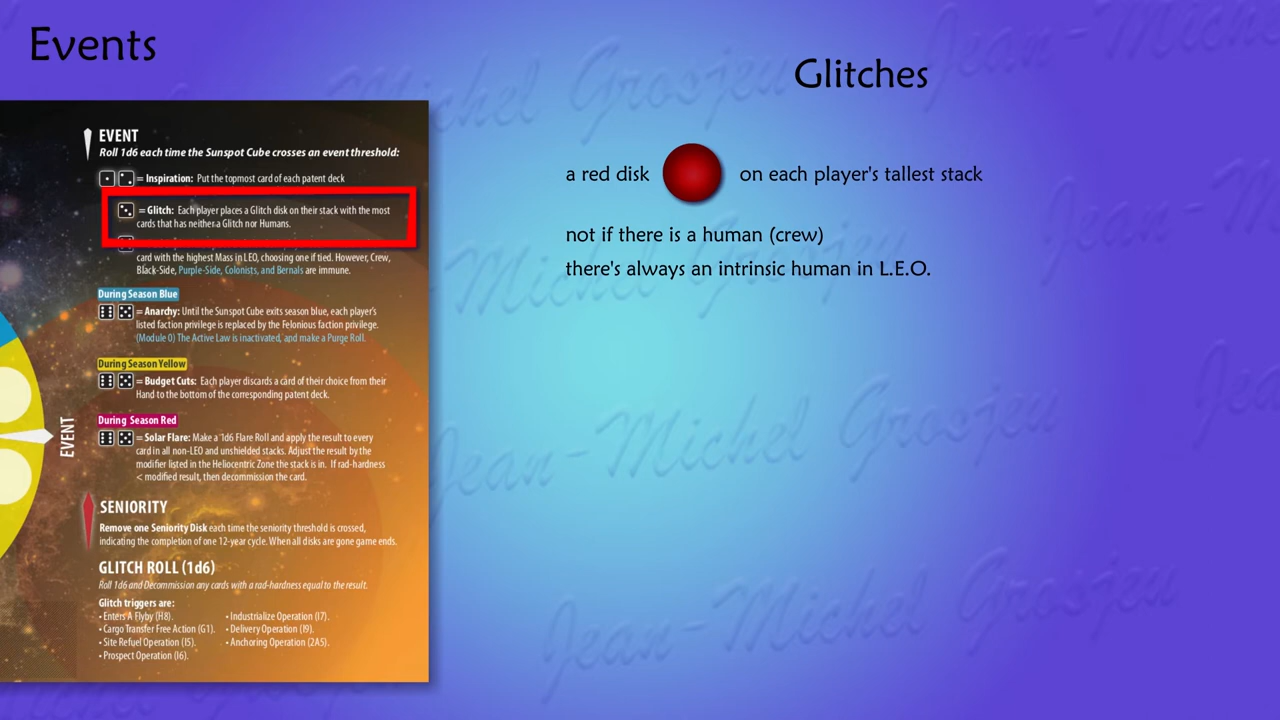 Events
Glitches
EVENT
Roll 1d6 each time the Sunspot Cube crosses an event threshold:
= Inspiration: Put the topmost card of each patent deck
= Glitch: Each player places a Glitch disk on their stack with the most
cards that has neither a Glitch nor Humans.
card with the highest Mass in LEO, choosing one if tied. However, Crew,
Black-Side, Purple-Side, Colonists, and Bernals are immune.
During Season Blue
= Anarchy: Until the Sunspot Cube exits season blue, each player's
listed faction privilege is replaced by the Felonious faction privilege.
(Module 0) The Active Law is inactivated, and make a Purge Roll.
During Season Yellow
= Budget Cuts: Each player discards a card of their choice from their
Hand to the bottom of the corresponding patent deck.
During Season Red
= Solar Flare: Make a 1d6 Flare Roll and apply the result to every
card in all non-LEO and unshielded stacks. Adjust the result by the
modifier listed in the Heliocentric Zone the stack is in. If rad-hardness
< modified result, then decommission the card.
EVENT
SENIORITY
Remove one Seniority Disk each time the seniority threshold is crossed,
indicating the completion of one 12-year cycle. When all disks are gone game ends.
GLITCH ROLL (1d6)
Roll 1d6 and Decommission any cards with a rad-hardness equal to the result.
Glitch triggers are:
• Enters A Flyby (H8).
• Cargo Transfer Free Action (G1).
• Site Refuel Operation (I5).
• Prospect Operation (I6).
• Industrialize Operation (I7).
• Delivery Operation (I9).
• Anchoring Operation (2A5).
a red disk on each player's tallest stack
not if there is a human (crew)
there's always an intrinsic human in L.E.O.
Jean-Michel Grosjeu